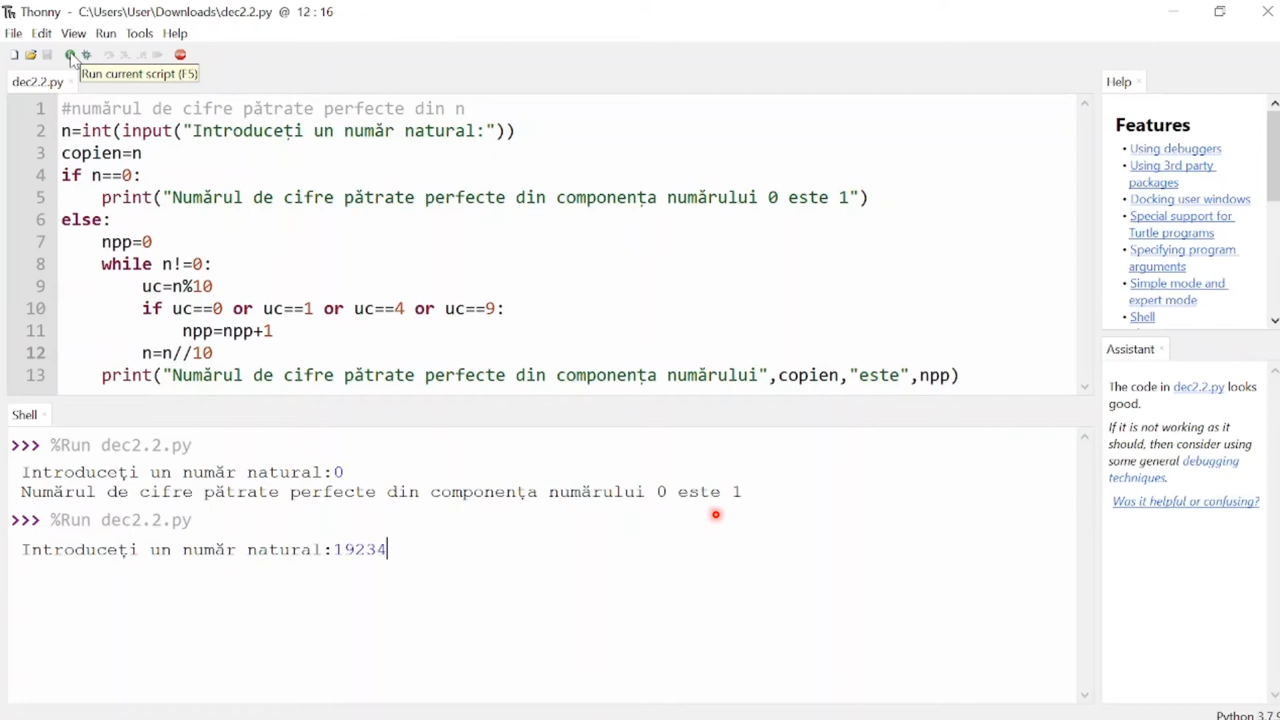 Thonny - C:\Users\User\Downloads\dec2.2.py @ 12 : 16
File Edit View Run Tools Help
Run current script (F5)
dec2.2.py
1 #numărul de cifre pătrate perfecte din n
2 n=int(input("Introduceți un număr natural:"))
3 copien=n
4 if n==0:
5 print("Numărul de cifre pătrate perfecte din componența numărului 0 este 1")
6 else:
7 npp=0
8 while n!=0:
9 uc=n%10
10 if uc==0 or uc==1 or uc==4 or uc==9:
11 npp=npp+1
12 n=n//10
13 print("Numărul de cifre pătrate perfecte din componența numărului",copien,"este",npp)
Shell
>>> %Run dec2.2.py
Introduceți un număr natural:0
Numărul de cifre pătrate perfecte din componența numărului 0 este 1
>>> %Run dec2.2.py
Introduceți un număr natural:19234
Help
Features
• Using debuggers
• Using 3rd party
packages
• Docking user windows
• Special support for
Turtle programs
• Specifying program
arguments
• Simple mode and
expert mode
• Shell
Assistant
The code in dec2.2.py looks
good.
If it is not working as it
should, then consider using
some general debugging
techniques.
Was it helpful or confusing?
Python 3.7.9